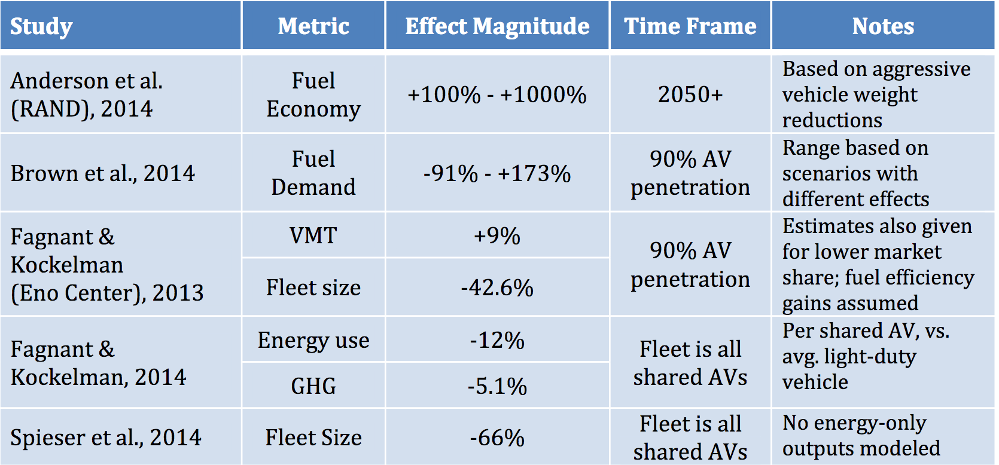 Study
Metric
Effect Magnitude
Time Frame
Notes
Anderson et al.
(RAND), 2014
Fuel
Economy
+100% - +1000%
2050+
Based on aggressive
vehicle weight
reductions
Brown et al., 2014
Fuel
Demand
-91% - +173%
90% AV
penetration
Range based on
scenarios with
different effects
Fagnant &
Kockelman
(Eno Center), 2013
VMT
+9%
Fleet size
-42.6%
90% AV
penetration
Estimates also given
for lower market
share; fuel efficiency
gains assumed
Fagnant &
Kockelman, 2014
Energy use
-12%
GHG
-5.1%
Fleet is all
shared AVs
Per shared AV, vs.
avg. light-duty
vehicle
Spieser et al., 2014
Fleet Size
-66%
Fleet is all
shared AVs
No energy-only
outputs modeled